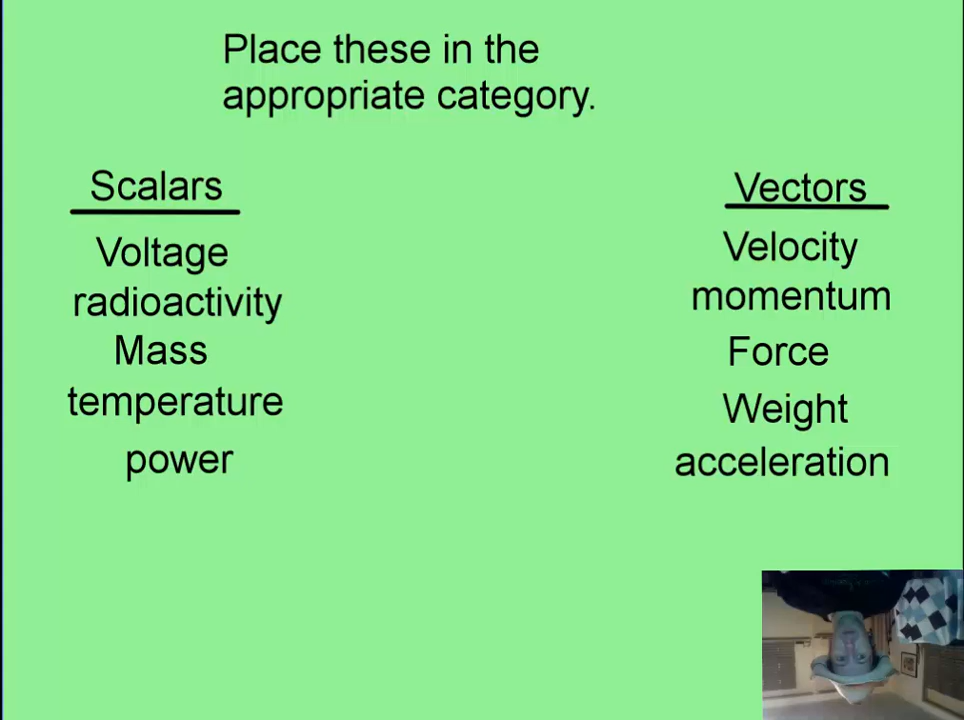 Place these in the
appropriate category.
Scalars
Vectors
Voltage
radioactivity
Mass
temperature
power
Velocity
momentum
Force
Weight
acceleration